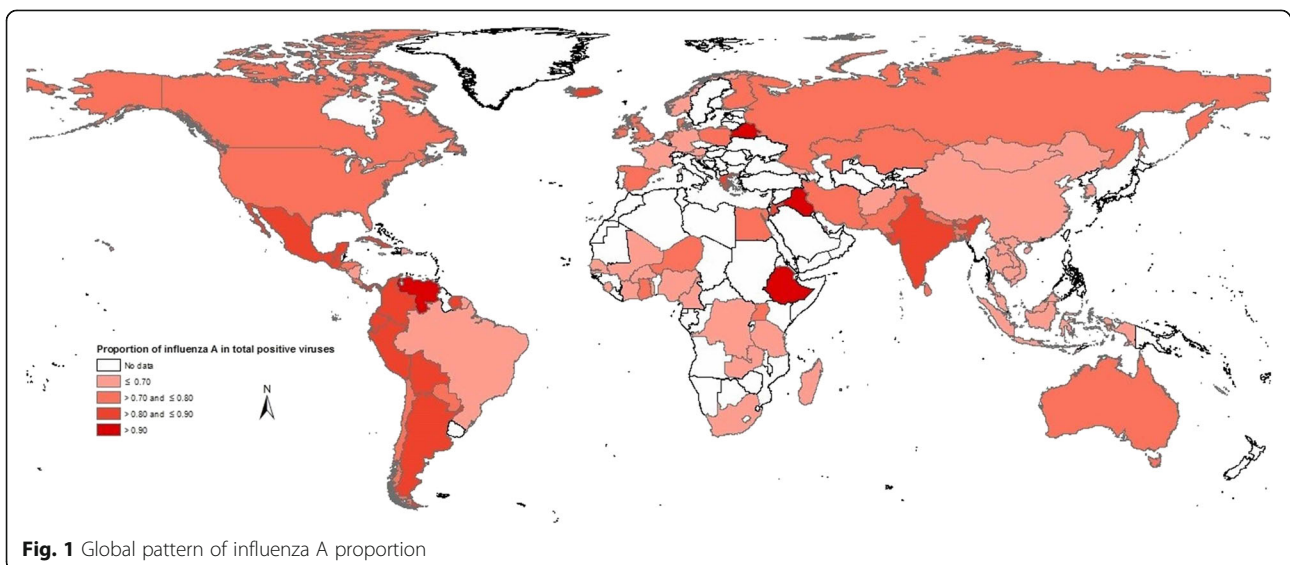 N
Proportion of influenza A in total positive viruses
No data
≤ 0.70
> 0.70 and ≤ 0.80
> 0.80 and ≤ 0.90
> 0.90
Fig. 1 Global pattern of influenza A proportion